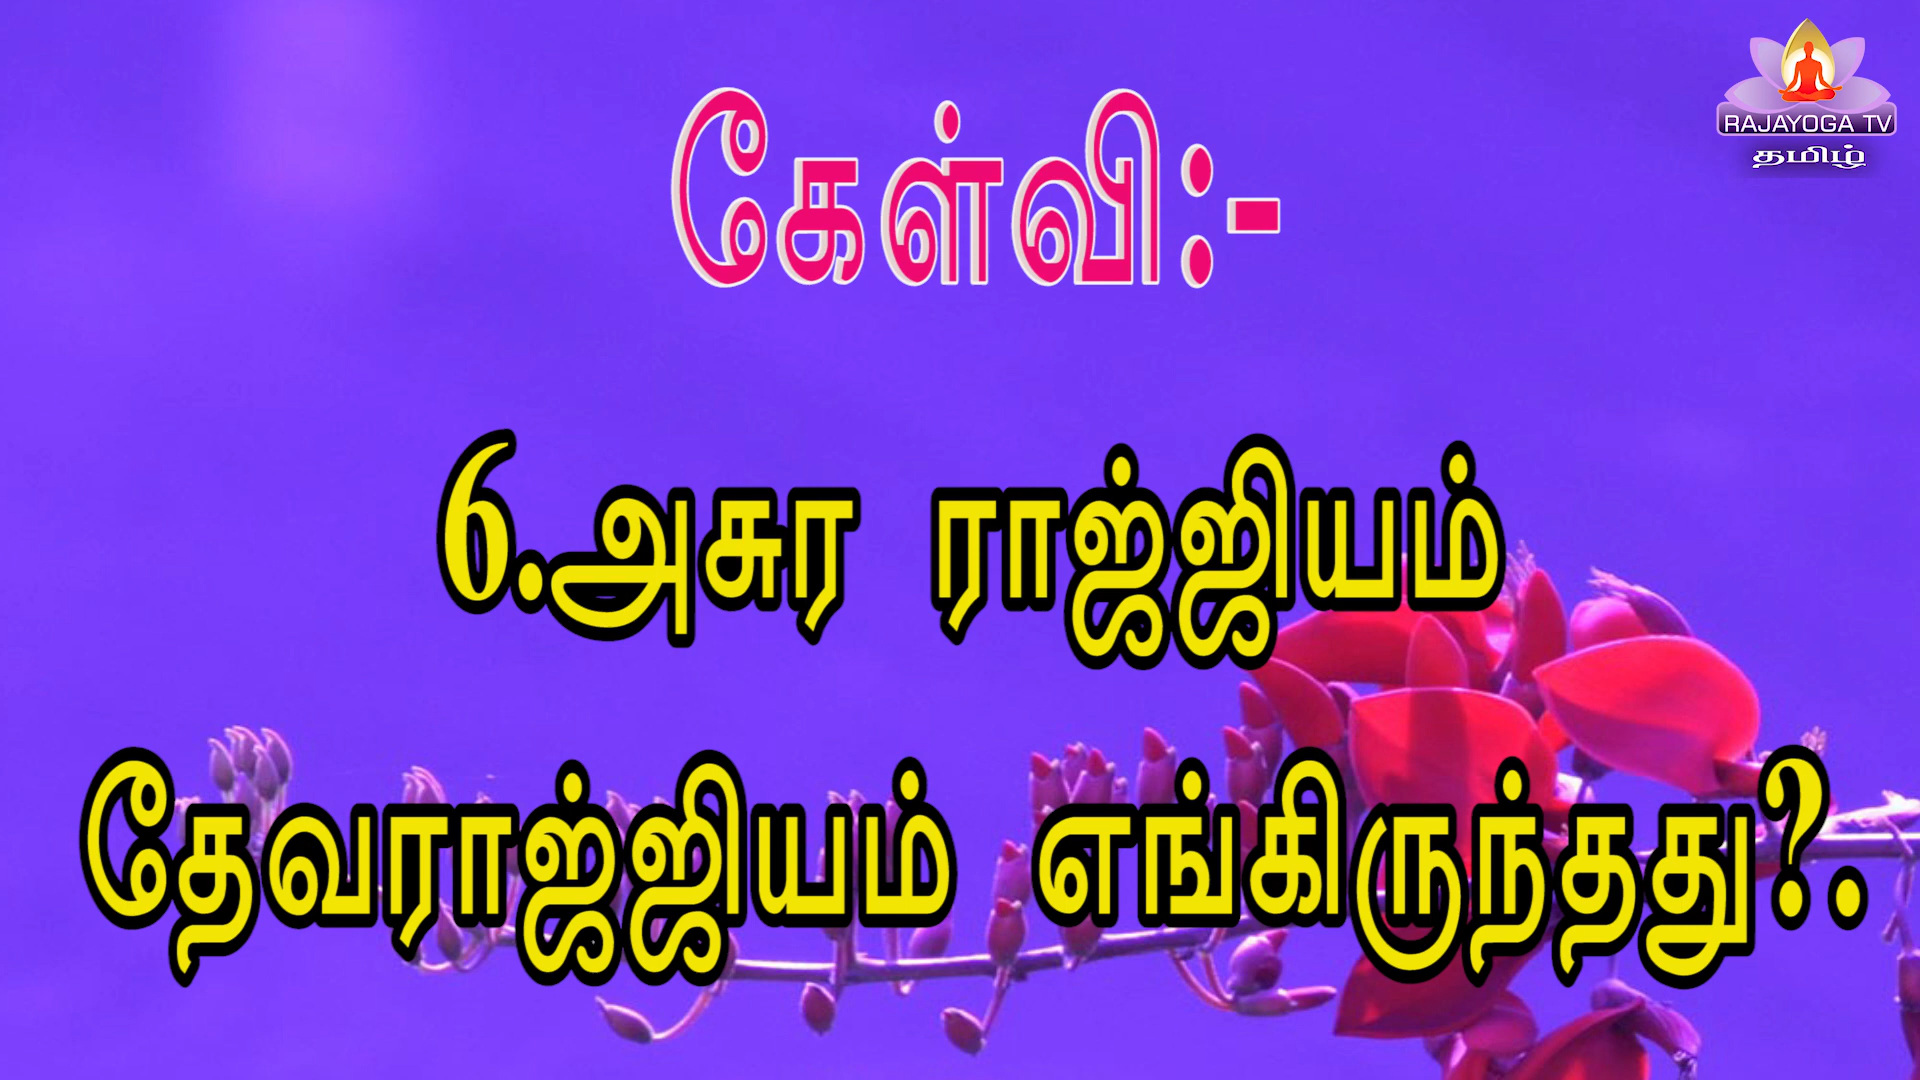 RAJAYOGA TV
தமிழ்
கேள்வி:-
6.அசுர ராஜ்ஜியம்
தேவராஜ்ஜியம் எங்கிருந்தது?.